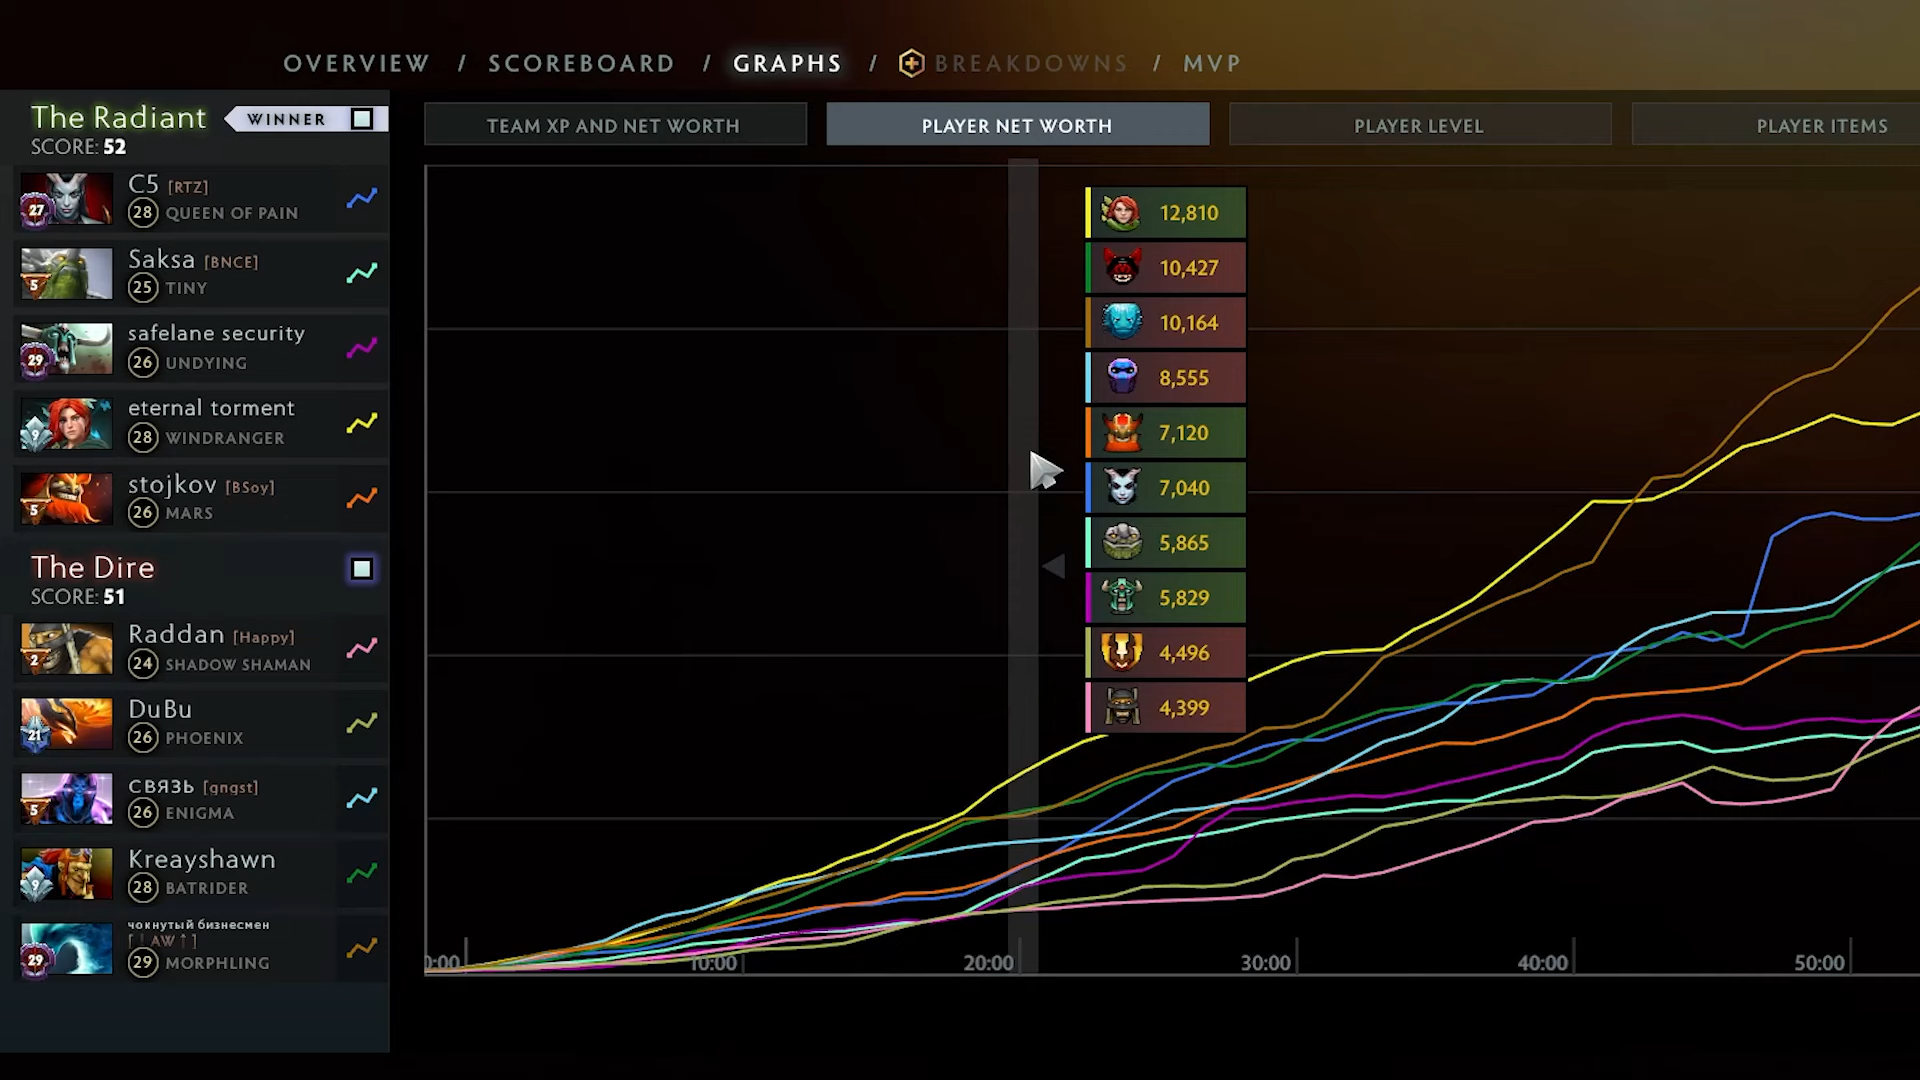 OVERVIEW / SCOREBOARD / GRAPHS / BREAKDOWNS / MVP
The Radiant WINNER
SCORE: 52
TEAM XP AND NET WORTH
PLAYER NET WORTH
PLAYER LEVEL
PLAYER ITEMS
27
C5 [RTZ]
28 QUEEN OF PAIN
5
Saksa [BNCE]
25 TINY
29
safelane security
26 UNDYING
9
eternal torment
28 WINDRANGER
5
stojkov [BSoy]
26 MARS
The Dire
SCORE: 51
2
Raddan [Happy]
24 SHADOW SHAMAN
21
DuBu
26 PHOENIX
5
СВЯЗЬ [gngst]
26 ENIGMA
9
Kreayshawn
28 BATRIDER
29
чокнутый бизнесмен
29 MORPHLING
12,810
10,427
10,164
8,555
7,120
7,040
5,865
5,829
4,496
4,399
10:00
20:00
30:00
40:00
50:00